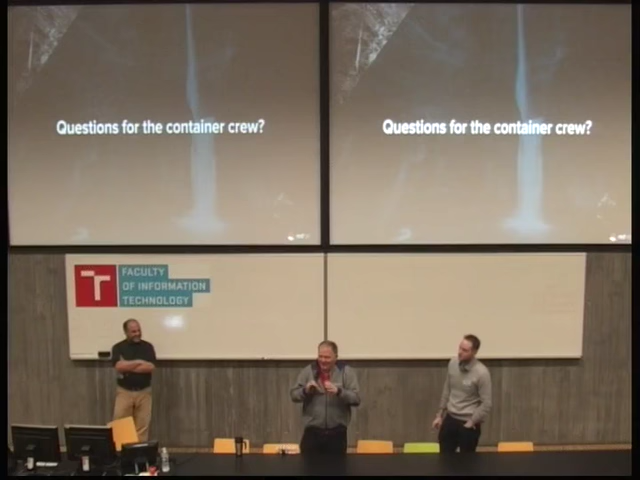 Questions for the container crew?
Questions for the container crew?
T
FACULTY
OF INFORMATION
TECHNOLOGY